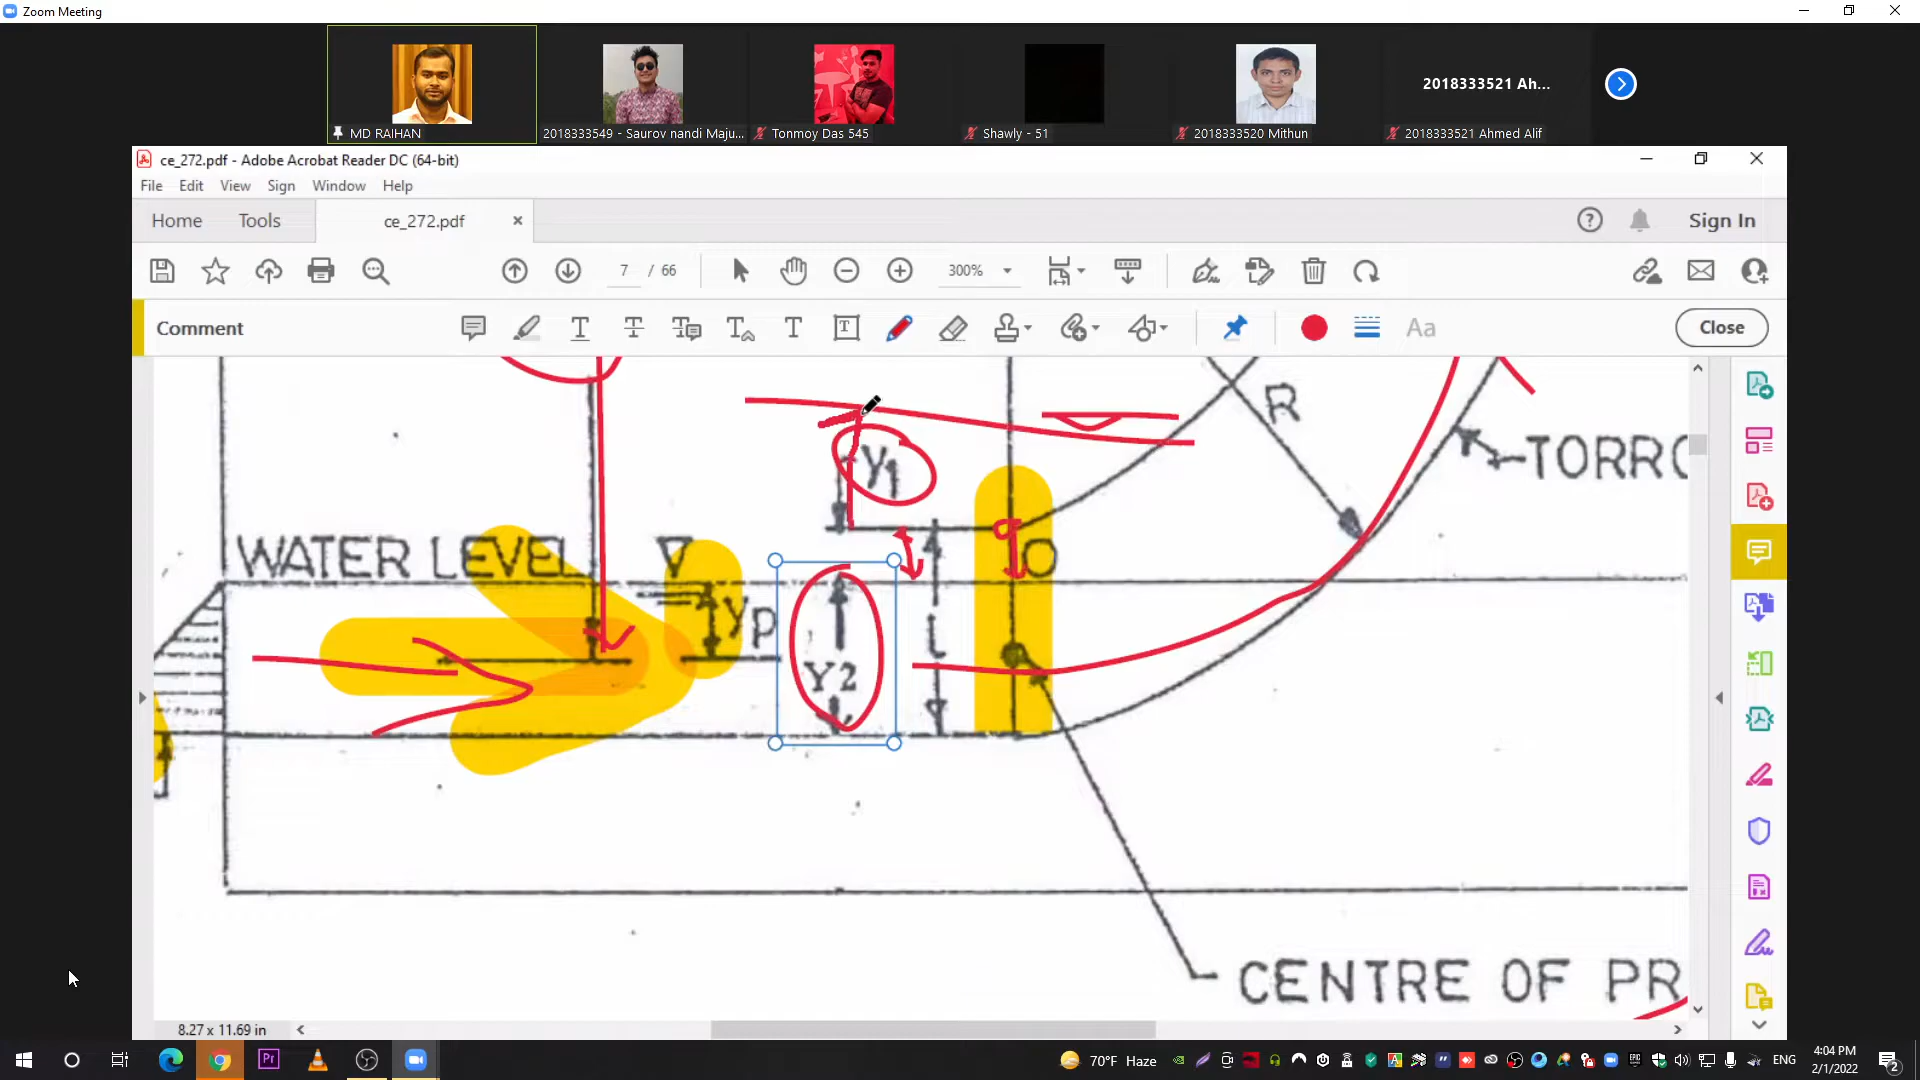 Zoom Meeting
MD RAIHAN
2018333549 - Saurov nandi Maju...
Tonmoy Das 545
Shawly - 51
2018333520 Mithun
2018333521 Ah...
2018333521 Ahmed Alif
ce_272.pdf - Adobe Acrobat Reader DC (64-bit)
File Edit View Sign Window Help
Home Tools ce_272.pdf Sign In
7 / 66 300%
Comment Close
R
TORRO
Y1
WATER LEVEL
O
yp
L
Y2
CENTRE OF PR
8.27 x 11.69 in
70°F Haze ENG
4:04 PM
2/1/2022
2